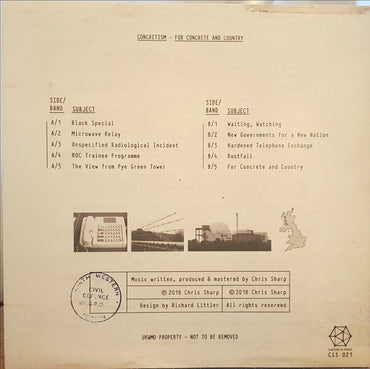 CONCRETISM - FOR CONCRETE AND COUNTRY
SIDE/
BAND SUBJECT
A/1 Black Special
A/2 Microwave Relay
A/3 Unspecified Radiological Incident
A/4 ROC Trainee Programme
A/5 The View from Pye Green Tower
SIDE/
BAND SUBJECT
B/1 Waiting, Watching
B/2 New Governments for a New Nation
B/3 Hardened Telephone Exchange
B/4 Dustfall
B/5 For Concrete and Country
Music written, produced & mastered by Chris Sharp
℗ 2018 Chris Sharp
© 2018 Chris Sharp
Design by Richard Littler
All rights reserved
WESTERN
CIVIL
DEFENCE
G.P.O.
UKWMO PROPERTY - NOT TO BE REMOVED
CASTLES IN SPACE
CiS 021